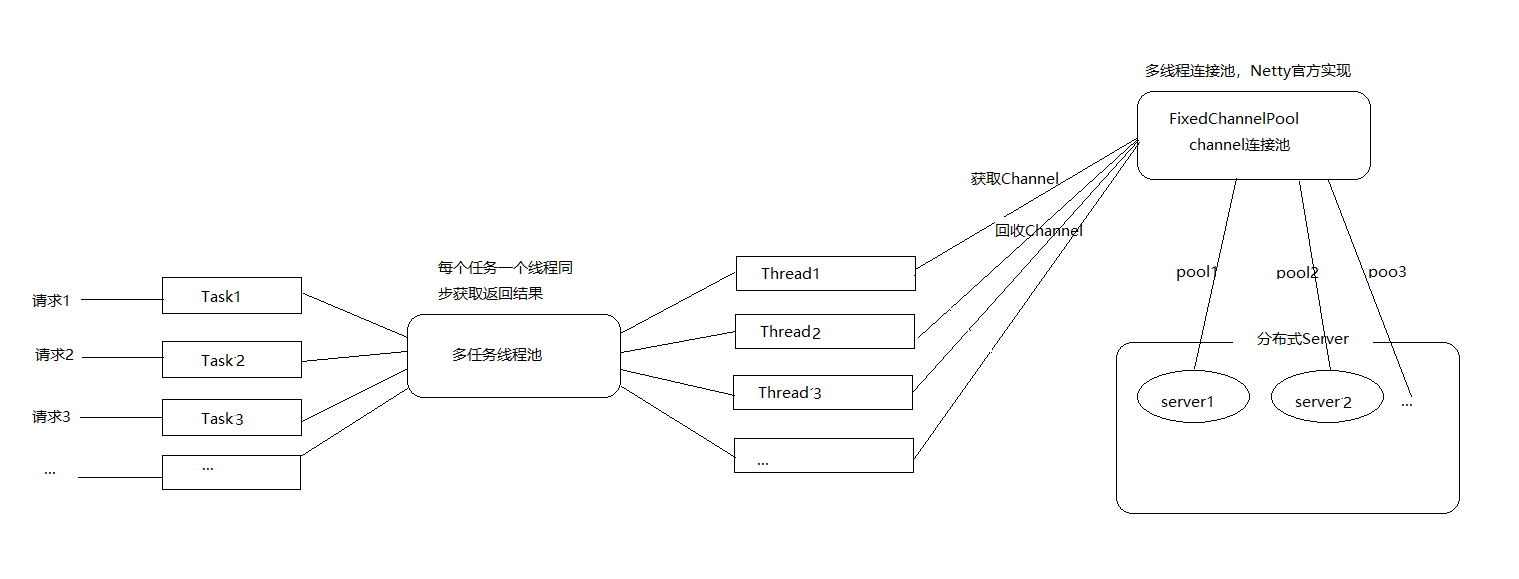 多线程连接池，Netty官方实现
FixedChannelPool
channel连接池
获取Channel
回收Channel
每个任务一个线程同
步获取返回结果
多任务线程池
请求1
Task1
请求2
Task2
请求3
Task3
...
...
Thread1
Thread2
Thread3
...
pool1
pool2
poo3
分布式Server
server1
server2
...